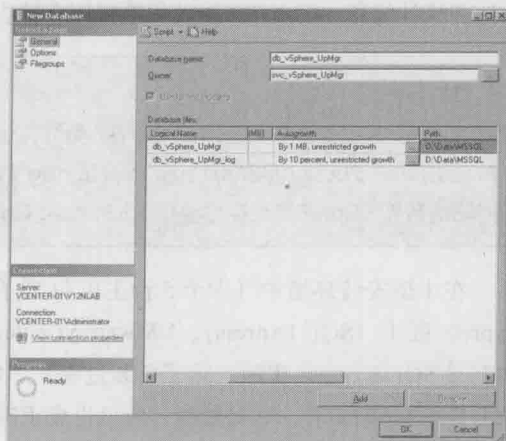 New Database
General
Options
Filegroups
Script Help
Database name: db_vSphere_UpMgr
Owner: svc_vSphere_UpMgr
Database files:
Logical Name (MB) Autogrowth Path
db_vSphere_UpMgr By 1 MB, unrestricted growth D:\Data\MSSQL
db_vSphere_UpMgr_log By 10 percent, unrestricted growth D:\Data\MSSQL
Connection
Server:
VCENTER-01\V12NLAB
Connection:
VCENTER-01\Administrator
View connection properties
Progress
Ready
Add Remove
OK Cancel